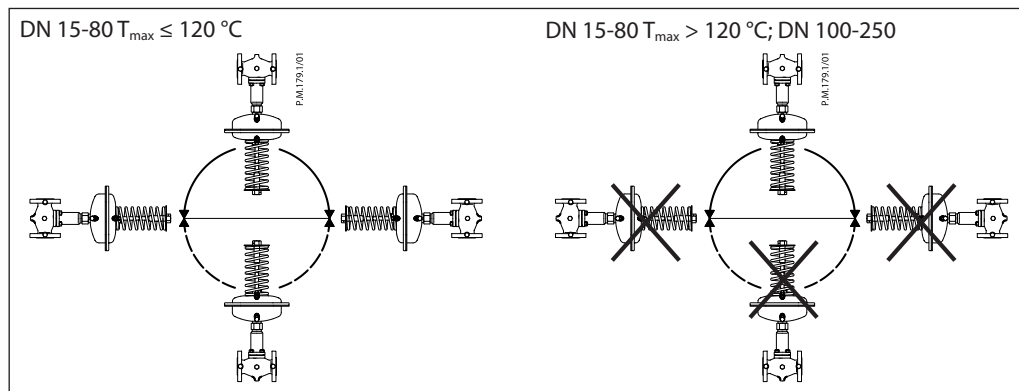 DN 15-80 Tmax ≤ 120 °C
DN 15-80 Tmax > 120 °C; DN 100-250
P.M.179.1/01
P.M.179.1/01